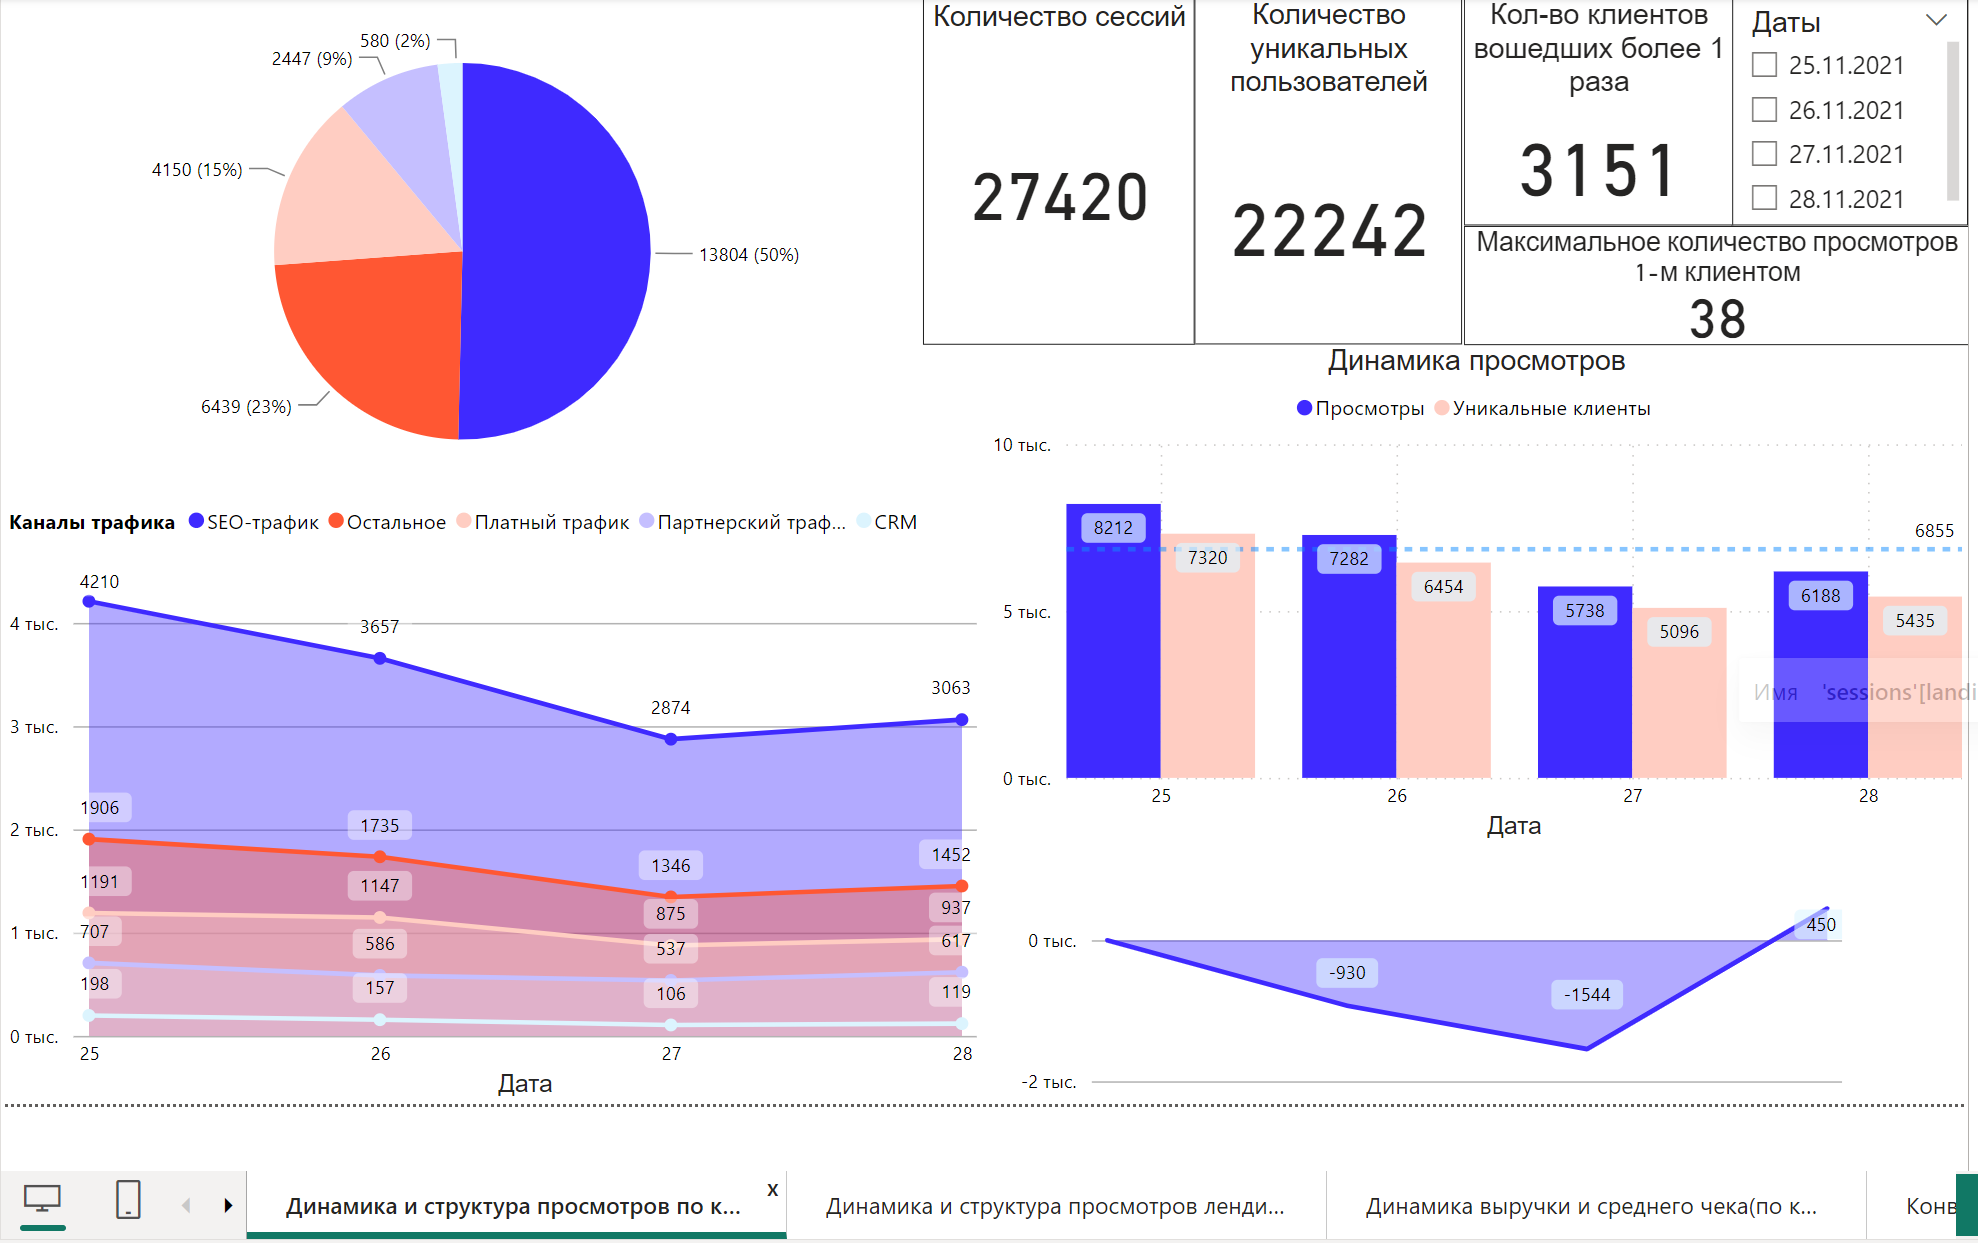 580 (2%)
2447 (9%)
4150 (15%)
13804 (50%)
6439 (23%)
Количество сессий
27420
Количество
уникальных
пользователей
22242
Кол-во клиентов
вошедших более 1
раза
3151
Даты
25.11.2021
26.11.2021
27.11.2021
28.11.2021
Максимальное количество просмотров
1-м клиентом
38
Каналы трафика SEO-трафик Остальное Платный трафик Партнерский траф... CRM
4 тыс.
3 тыс.
2 тыс.
1 тыс.
0 тыс.
4210
3657
2874
3063
1906
1735
1346
1452
1191
1147
875
937
707
586
537
617
198
157
106
119
25 26 27 28
Дата
Динамика просмотров
Просмотры Уникальные клиенты
10 тыс.
5 тыс.
0 тыс.
6855
8212
7320
7282
6454
5738
5096
6188
5435
Имя 'sessions'[landi
25 26 27 28
Дата
0 тыс.
-2 тыс.
-930
-1544
450
Динамика и структура просмотров по к...
x
Динамика и структура просмотров ленди...
Динамика выручки и среднего чека(по к...
Конв